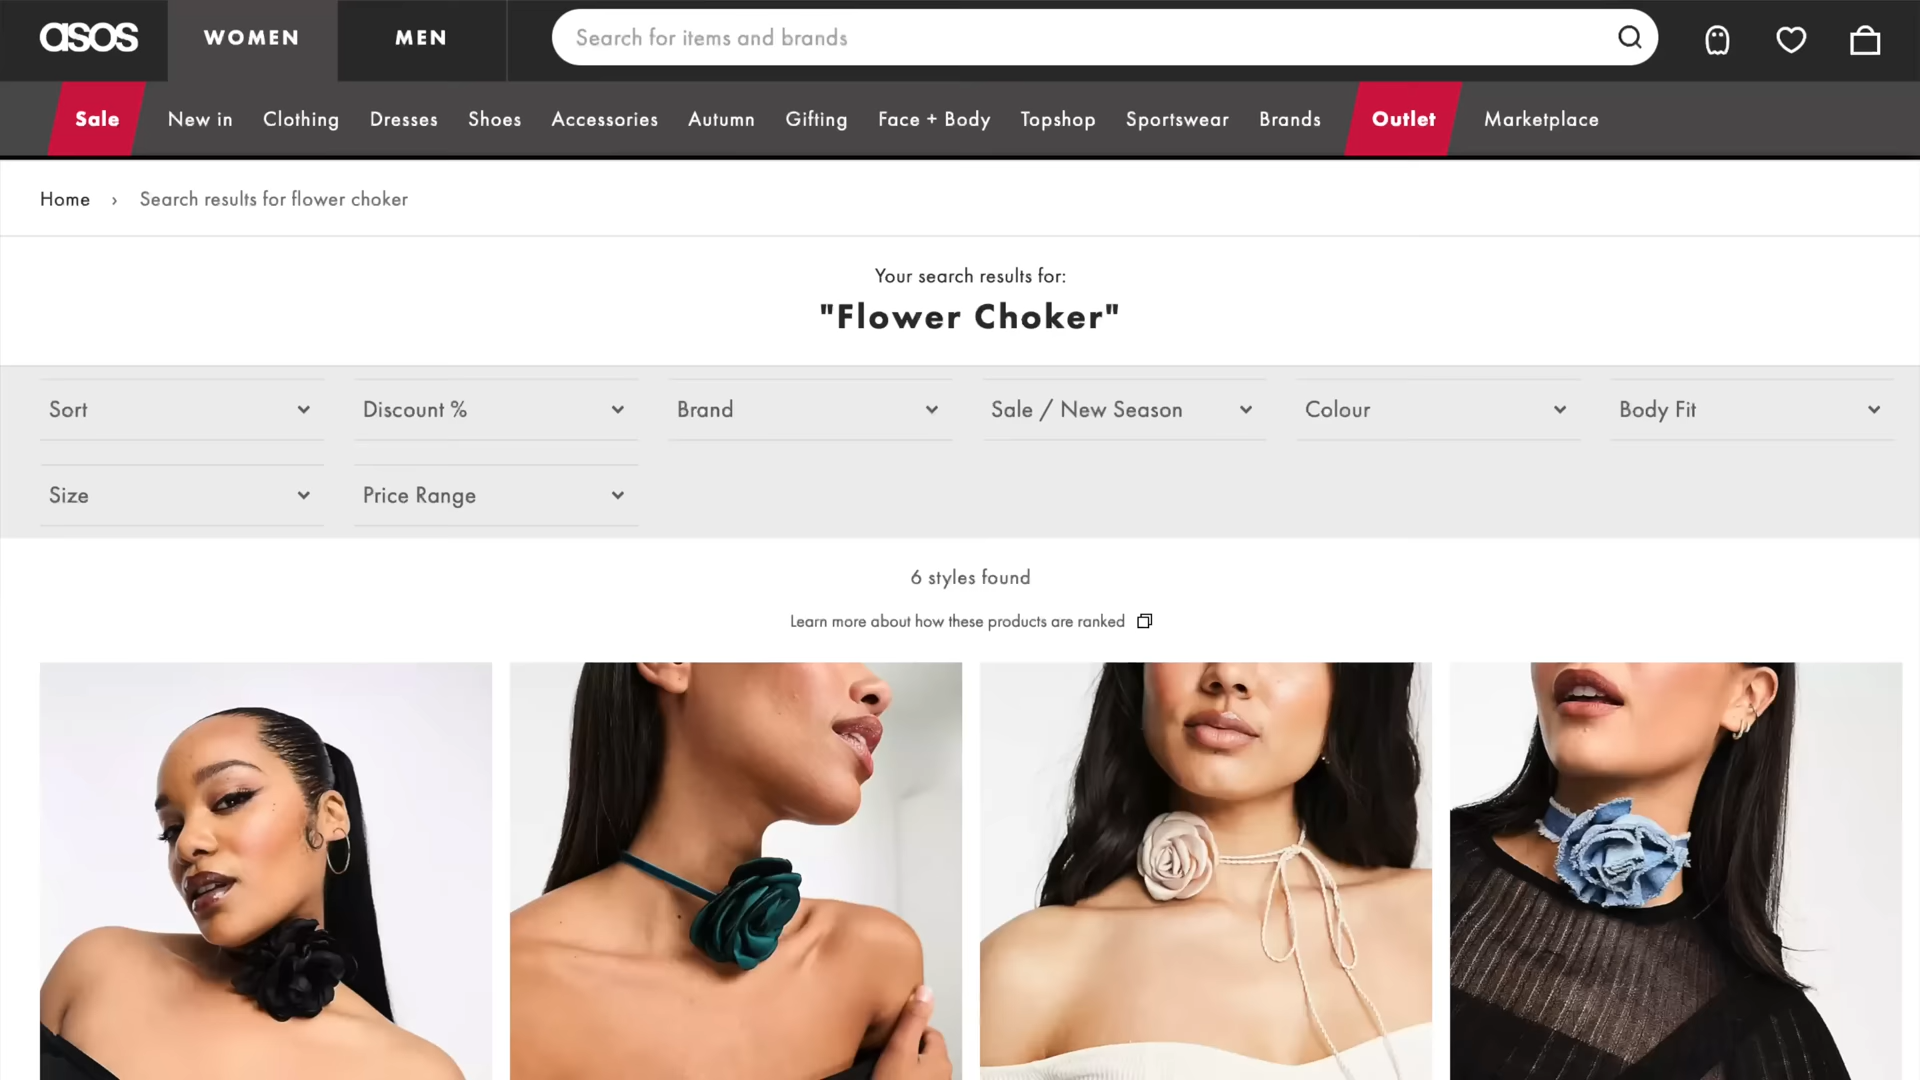 asos
WOMEN
MEN
Search for items and brands
Sale
New in
Clothing
Dresses
Shoes
Accessories
Autumn
Gifting
Face + Body
Topshop
Sportswear
Brands
Outlet
Marketplace
Home › Search results for flower choker
Your search results for:
"Flower Choker"
Sort
Discount %
Brand
Sale / New Season
Colour
Body Fit
Size
Price Range
6 styles found
Learn more about how these products are ranked